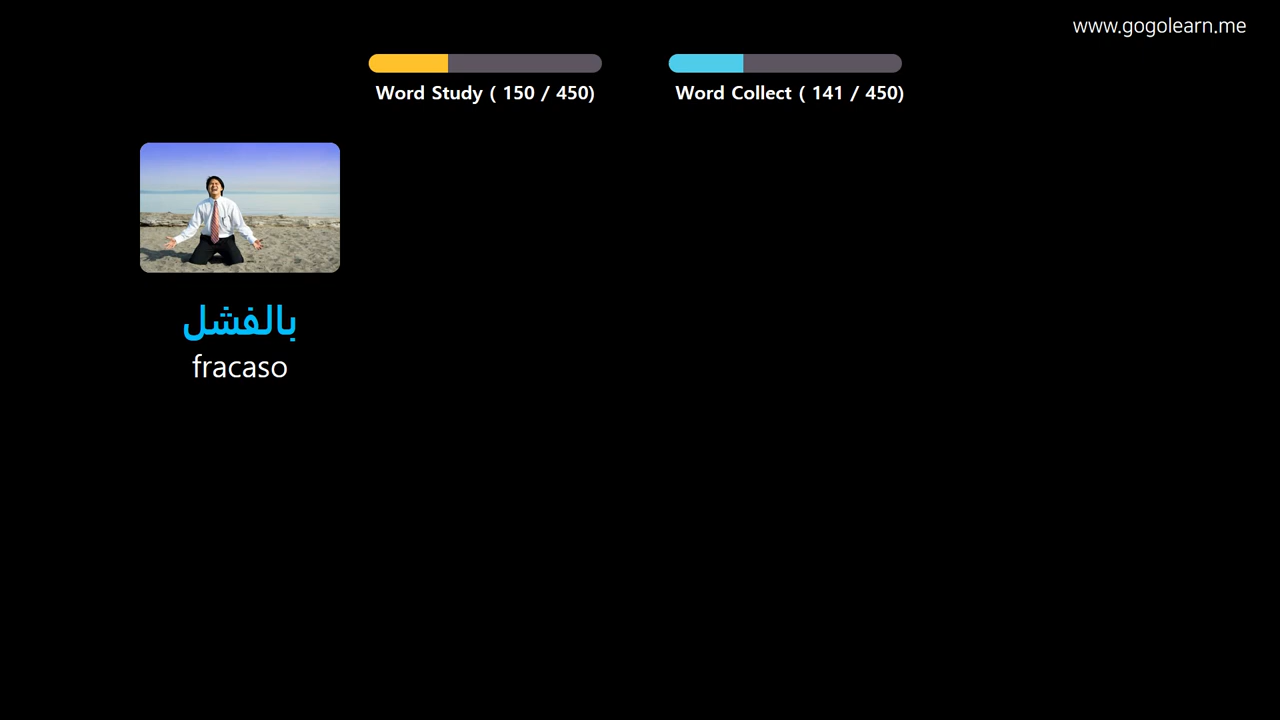 www.gogolearn.me
Word Study ( 150 / 450)
Word Collect ( 141 / 450)
بالفشل
fracaso